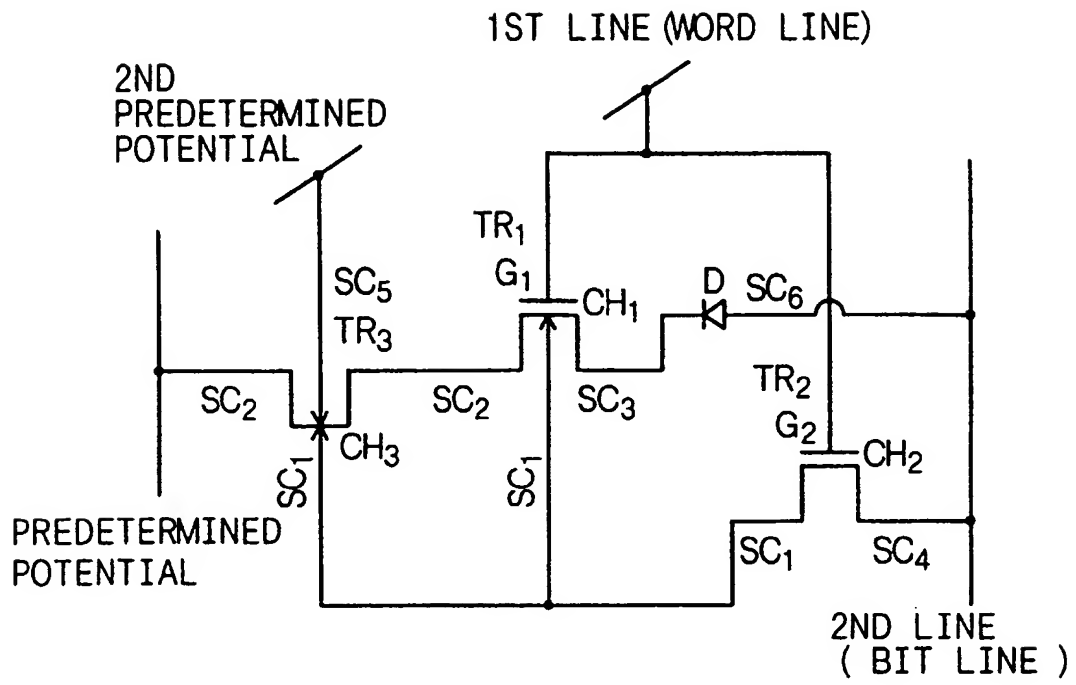 1ST LINE (WORD LINE)
2ND
PREDETERMINED
POTENTIAL
TR1
G1
CH1
D
SC6
SC5
TR3
SC2
SC2
SC3
TR2
G2
CH2
CH3
SC1
SC1
SC1
SC4
PREDETERMINED
POTENTIAL
2ND LINE
( BIT LINE )